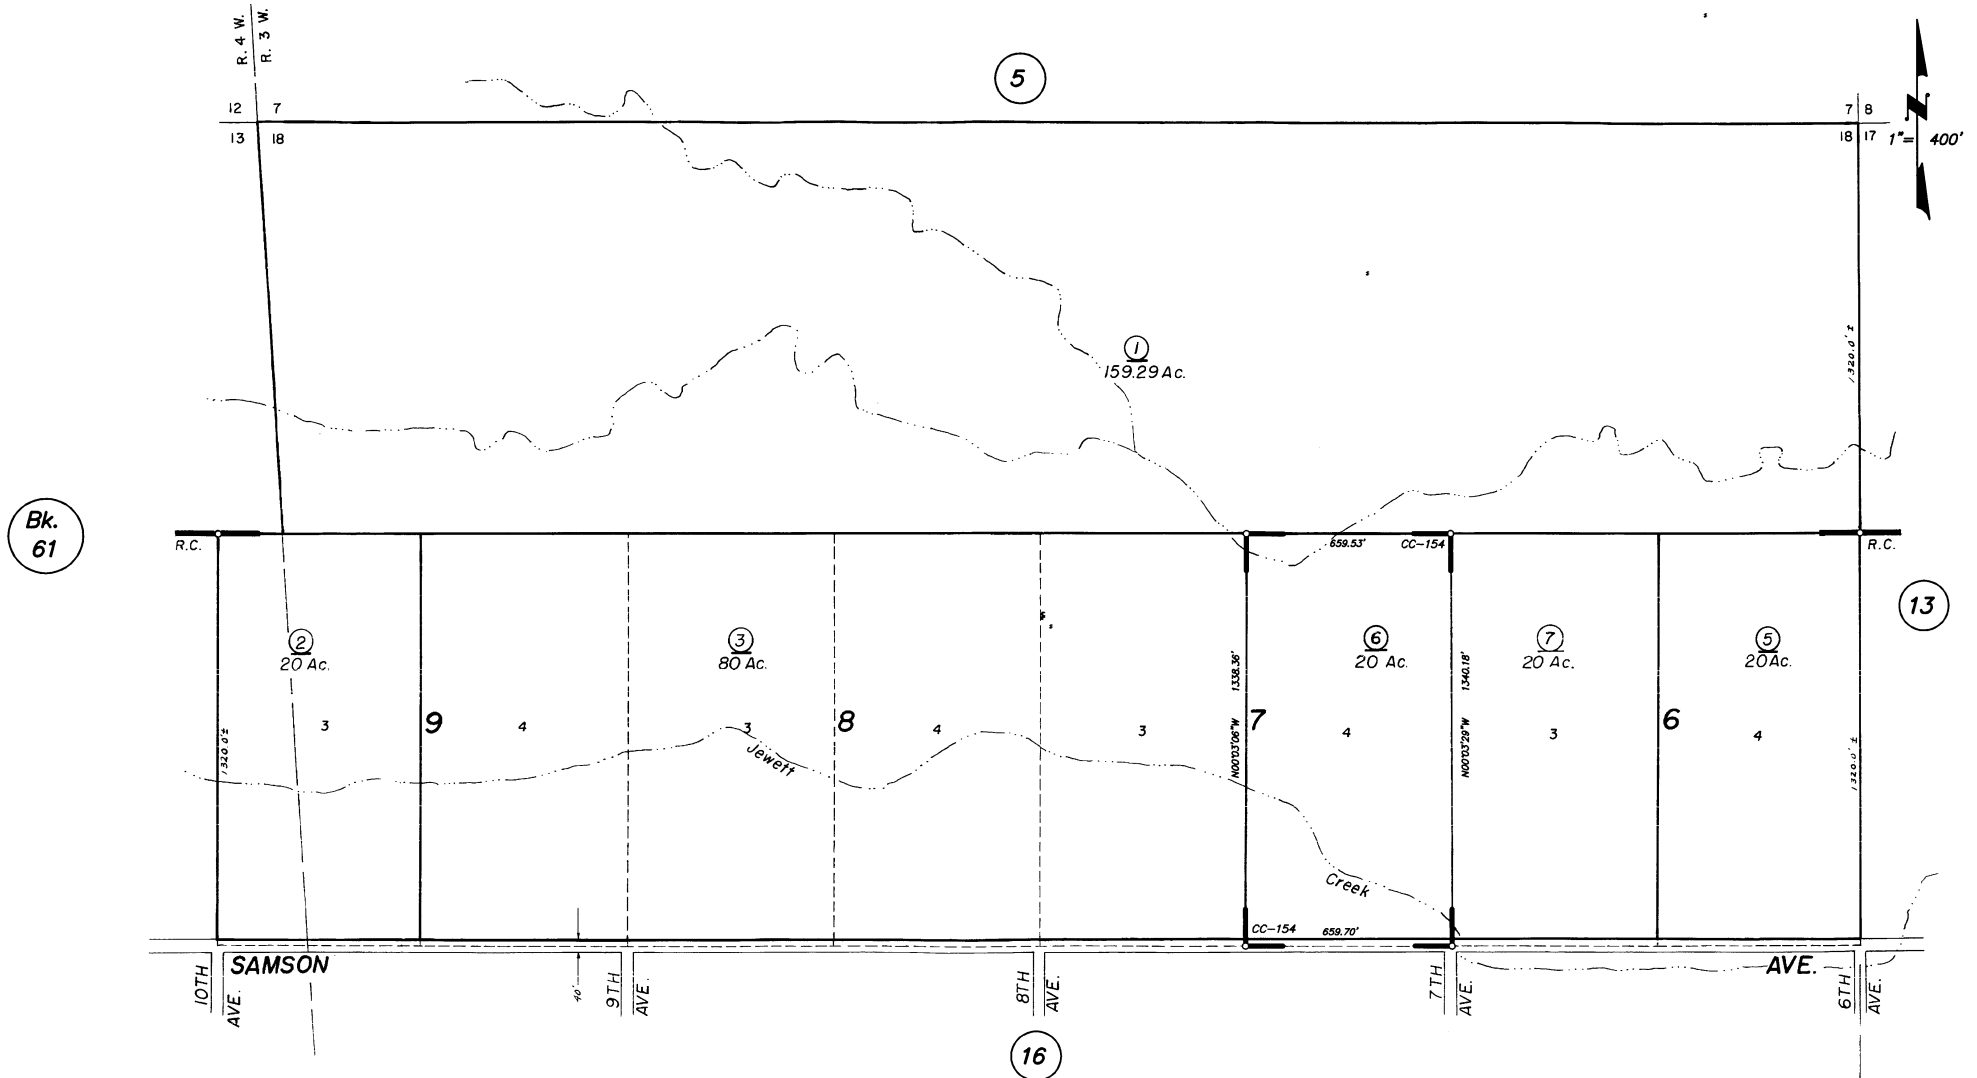 R. 4 W.
R. 3 W.
5
12 7
7 8
13 18
18 17
N
1"= 400'
1
159.29 Ac.
1320.0' ±
Bk.
61
R.C.
659.53'
CC-154
R.C.
13
2
20 Ac.
3
80 Ac.
6
20 Ac.
7
20 Ac.
5
20 Ac.
1338.36'
1340.18'
3
9
4
3
8
4
3
7
4
3
6
4
1320.0' ±
N00°03'06"W
N00°03'29"W
1320.0' ±
Jewett
Creek
CC-154
659.70'
SAMSON
AVE.
10TH
AVE.
40'
9TH
AVE.
8TH
AVE.
7TH
AVE.
6TH
AVE.
16